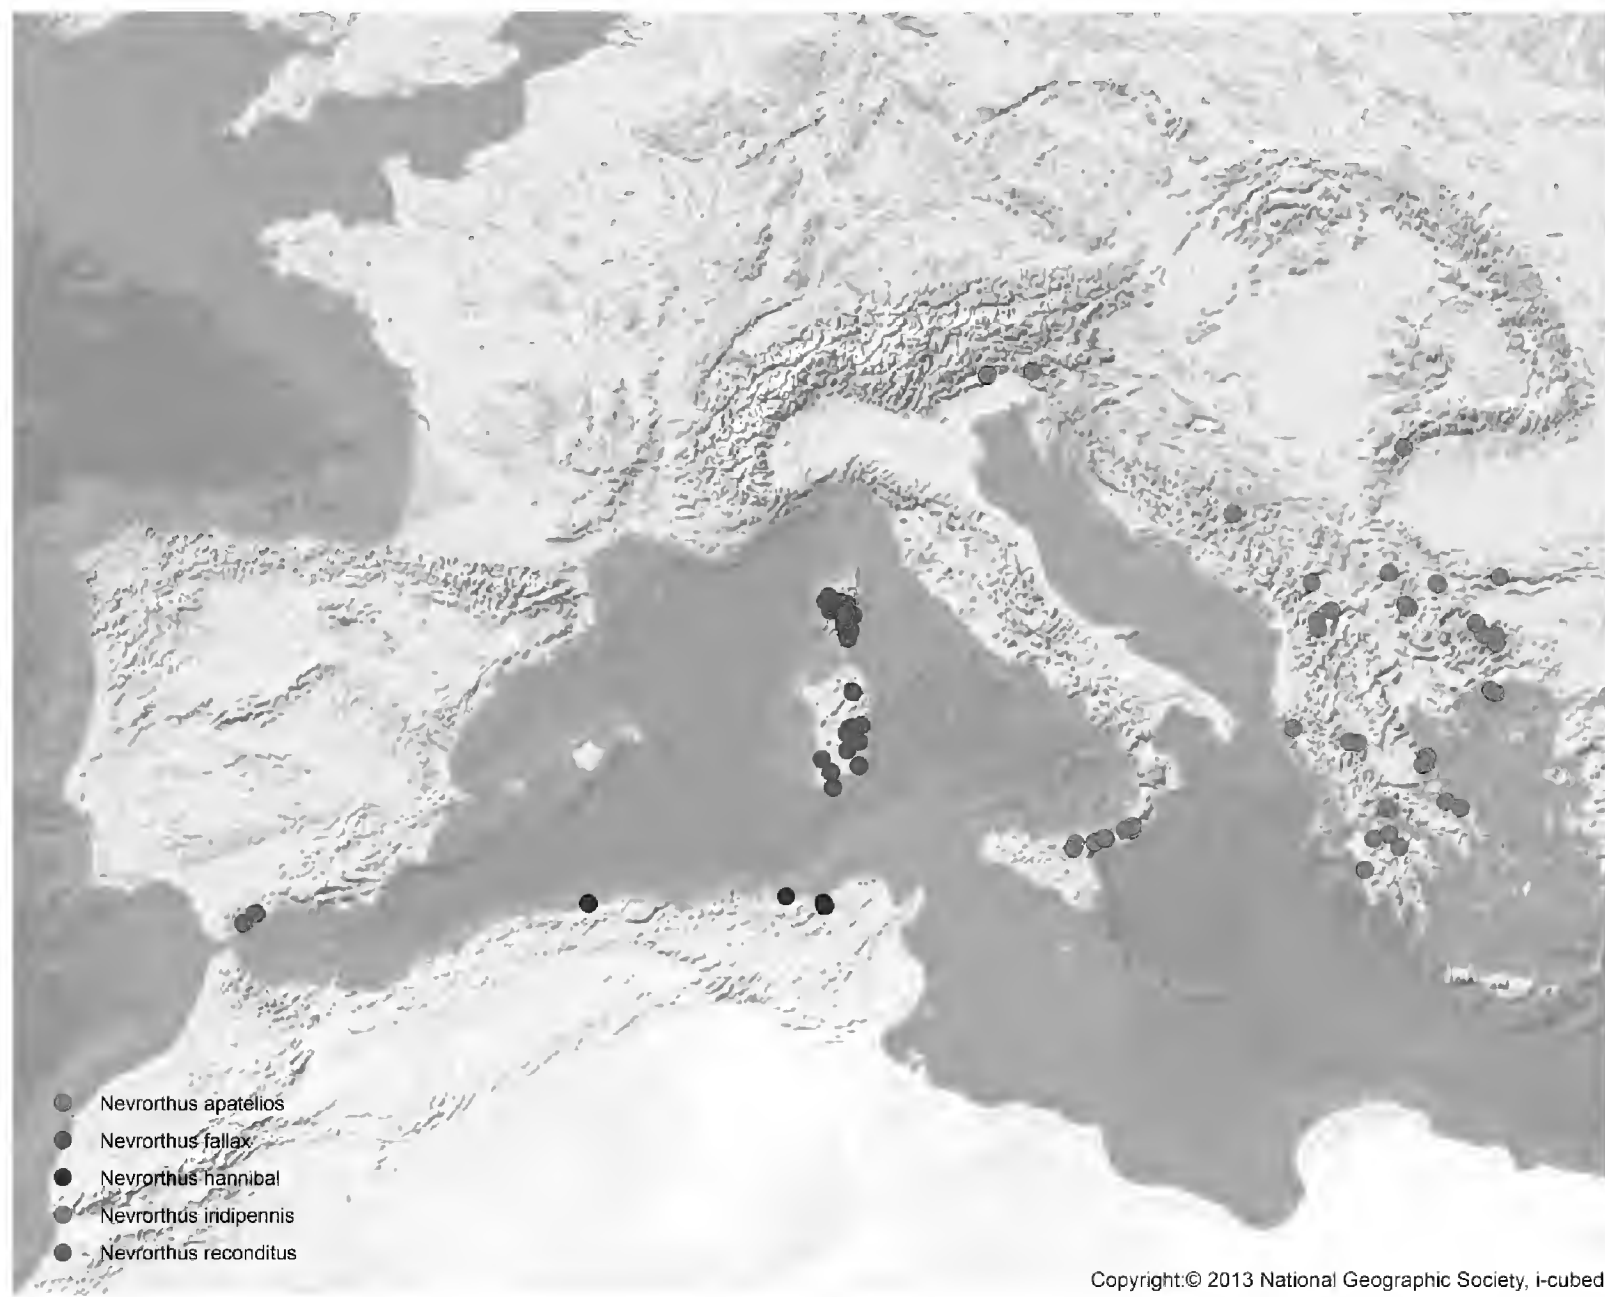 Nevrorthus apatelios
Nevrorthus fallax
Nevrorthus hannibal
Nevrorthus iridipennis
Nevrorthus reconditus
Copyright:© 2013 National Geographic Society, i-cubed